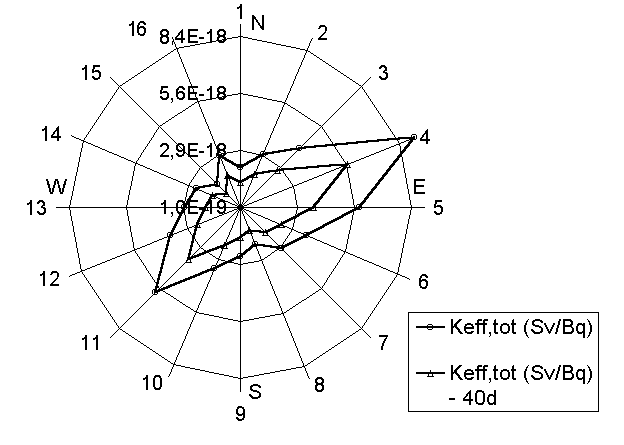 1
N
16
8,4E-18
2
15
5,6E-18
3
14
2,9E-18
4
W
E
13
1,0E-19
5
12
6
11
7
10
S
8
9
Keff,tot (Sv/Bq)
Keff,tot (Sv/Bq)
- 40d